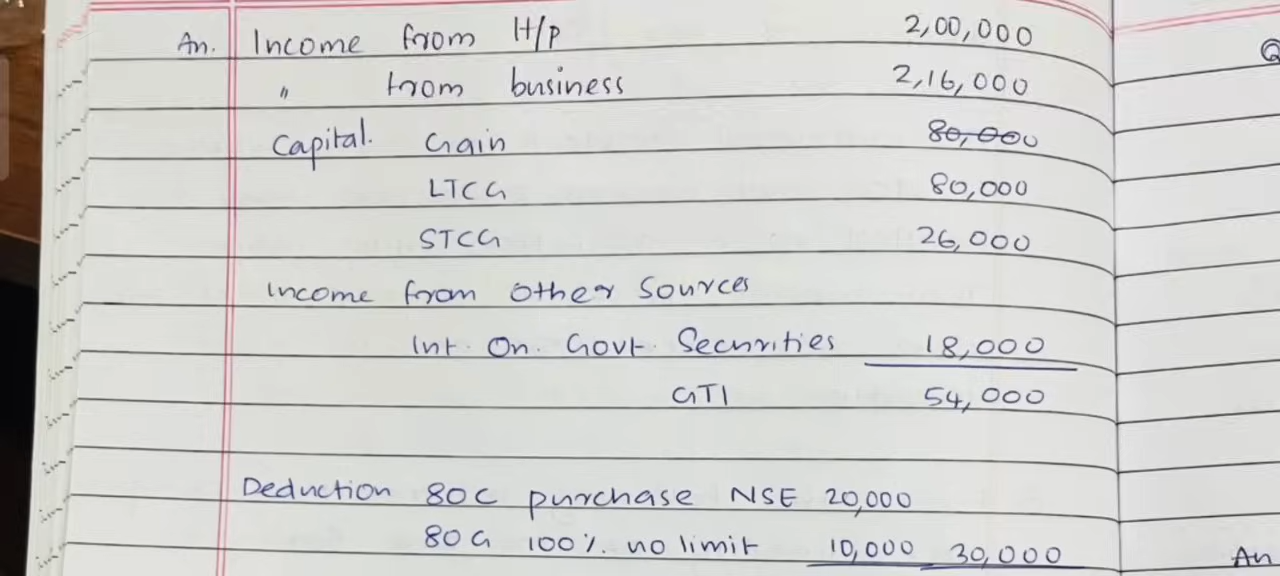 An. Income from H/p 2,00,000
" from business 2,16,000
Capital. Gain 80,000
LTCG 80,000
STCG 26,000
Income from other Sources
Int. On. Govt. Securities 18,000
GTI 54,000
Deduction 80C purchase NSE 20,000
80G 100%. no limit 10,000 30,000
Q
An